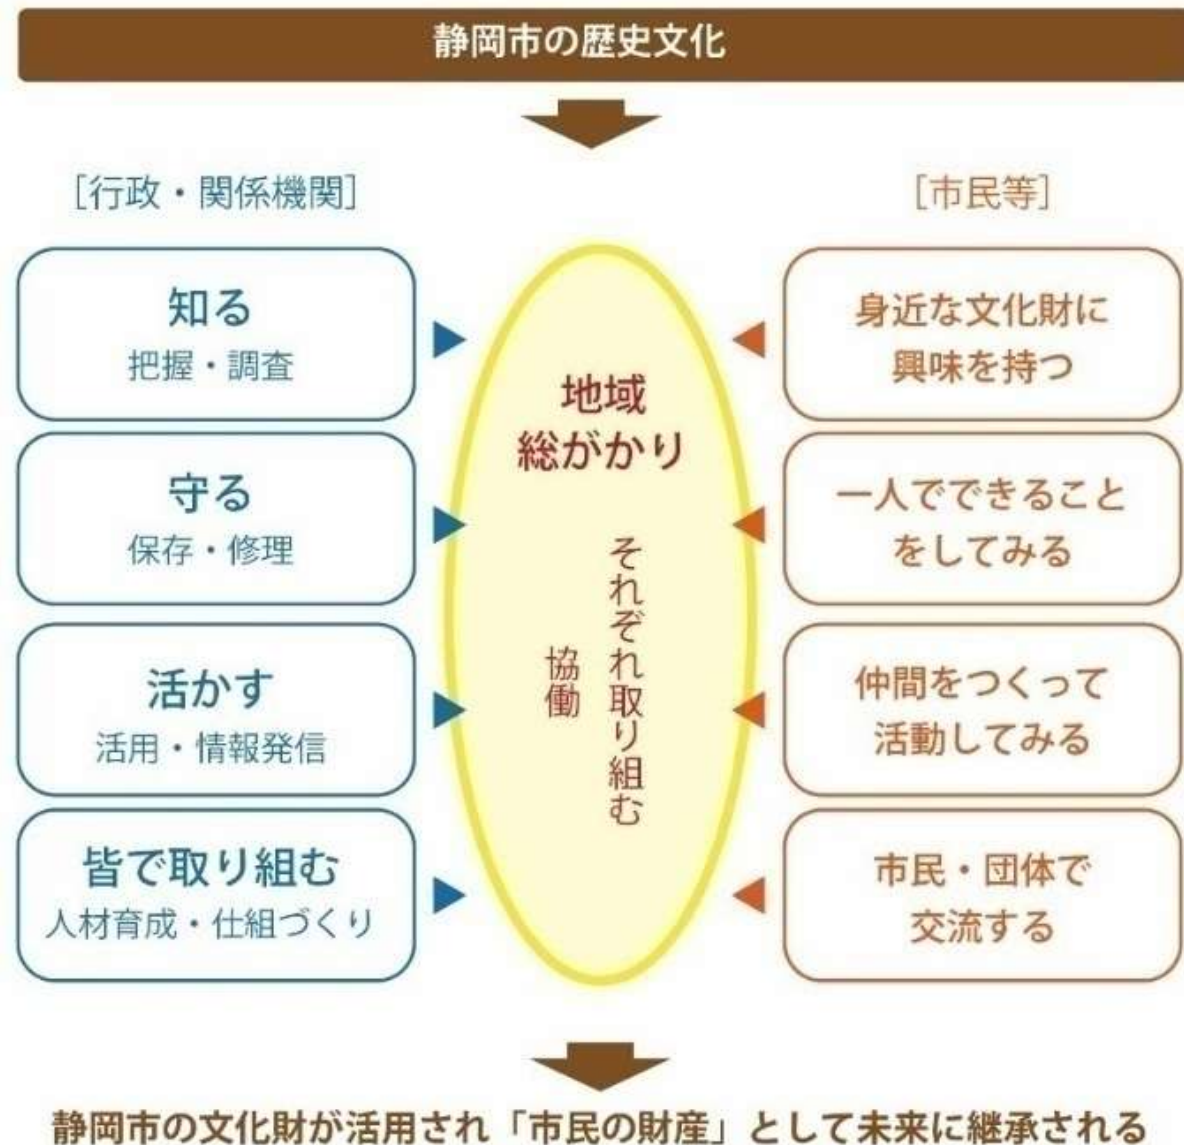 静岡市の歴史文化
［行政・関係機関］
知る
把握・調査
守る
保存・修理
活かす
活用・情報発信
皆で取り組む
人材育成・仕組づくり
地域
総がかり
それぞれ取り組む
協働
［市民等］
身近な文化財に
興味を持つ
一人でできること
をしてみる
仲間をつくって
活動してみる
市民・団体で
交流する
静岡市の文化財が活用され「市民の財産」として未来に継承される